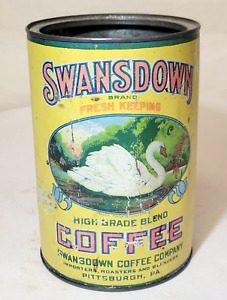 SWANSDOWN
BRAND
FRESH KEEPING
HIGH GRADE BLEND
COFFEE
SWANSDOWN COFFEE COMPANY
IMPORTERS, ROASTERS AND BLENDERS
PITTSBURGH, PA.